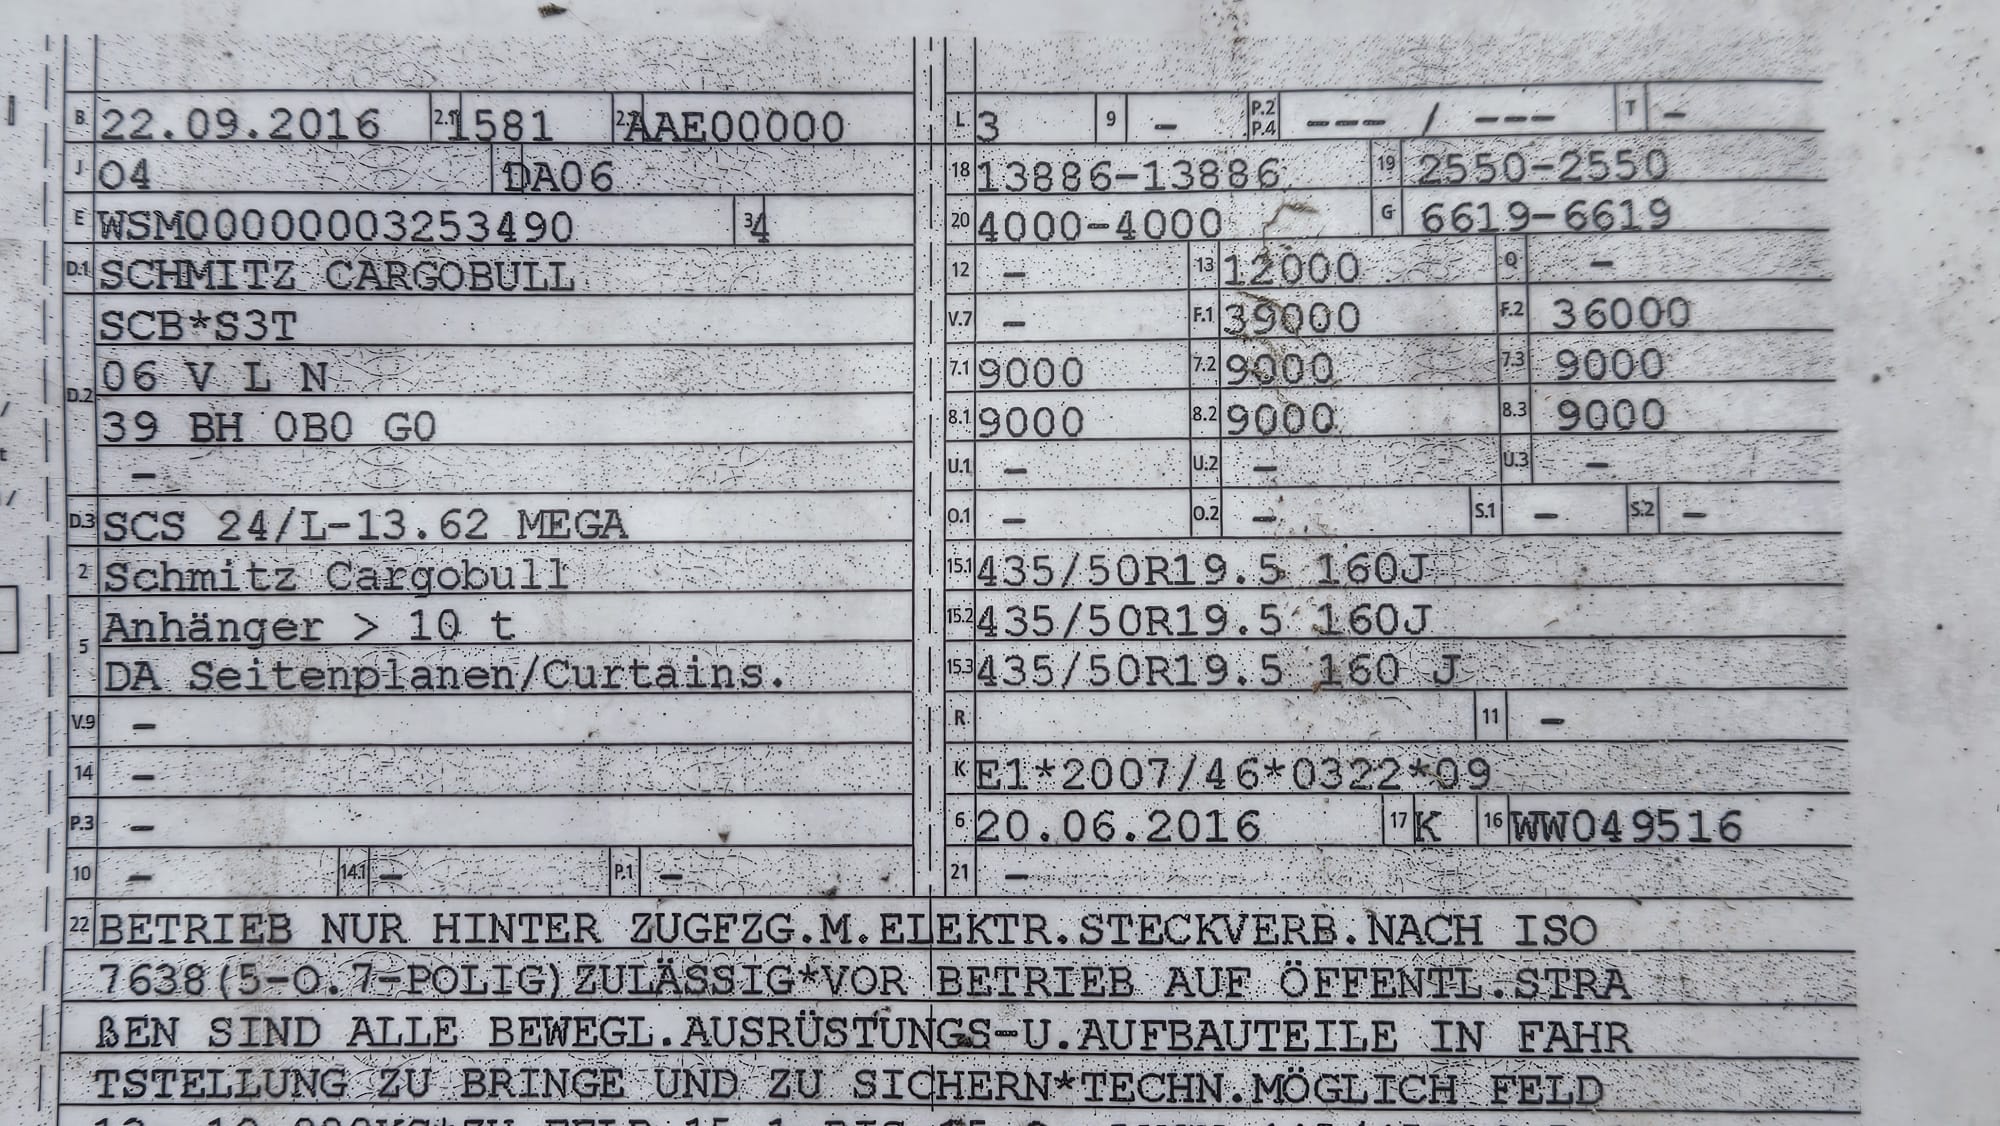 B. 22.09.2016 2.1 1581 2. AAE00000
J 04 DA06
E WSM00000003253490 3 4
D.1 SCHMITZ CARGOBULL
SCB*S3T
06 V L N
D.2
39 BH 0B0 G0
–
D.3 SCS 24/L-13.62 MEGA
2 Schmitz Cargobull
Anhänger > 10 t
5
DA Seitenplanen/Curtains.
V.9 –
14 –
P.3 –
10 – 14.1 – P.1 –
L 3 9 – P.2 P.4 --- / --- T –
18 13886-13886 19 2550-2550
20 4000-4000 G 6619-6619
12 – 13 12000 Q –
V.7 – F.1 39000 F.2 36000
7.1 9000 7.2 9000 7.3 9000
8.1 9000 8.2 9000 8.3 9000
U.1 – U.2 – U.3 –
O.1 – O.2 – S.1 – S.2 –
15.1 435/50R19.5 160J
15.2 435/50R19.5 160J
15.3 435/50R19.5 160 J
R. 11 –
K E1*2007/46*0322*09
6 20.06.2016 17 K 16 WW049516
21 –
22 BETRIEB NUR HINTER ZUGFZG.M.ELEKTR.STECKVERB.NACH ISO
7638(5-O.7-POLIG)ZULÄSSIG*VOR BETRIEB AUF ÖFFENTL.STRA
ßEN SIND ALLE BEWEGL.AUSRÜSTUNGS-U.AUFBAUTEILE IN FAHR
TSTELLUNG ZU BRINGE UND ZU SICHERN*TECHN.MÖGLICH FELD